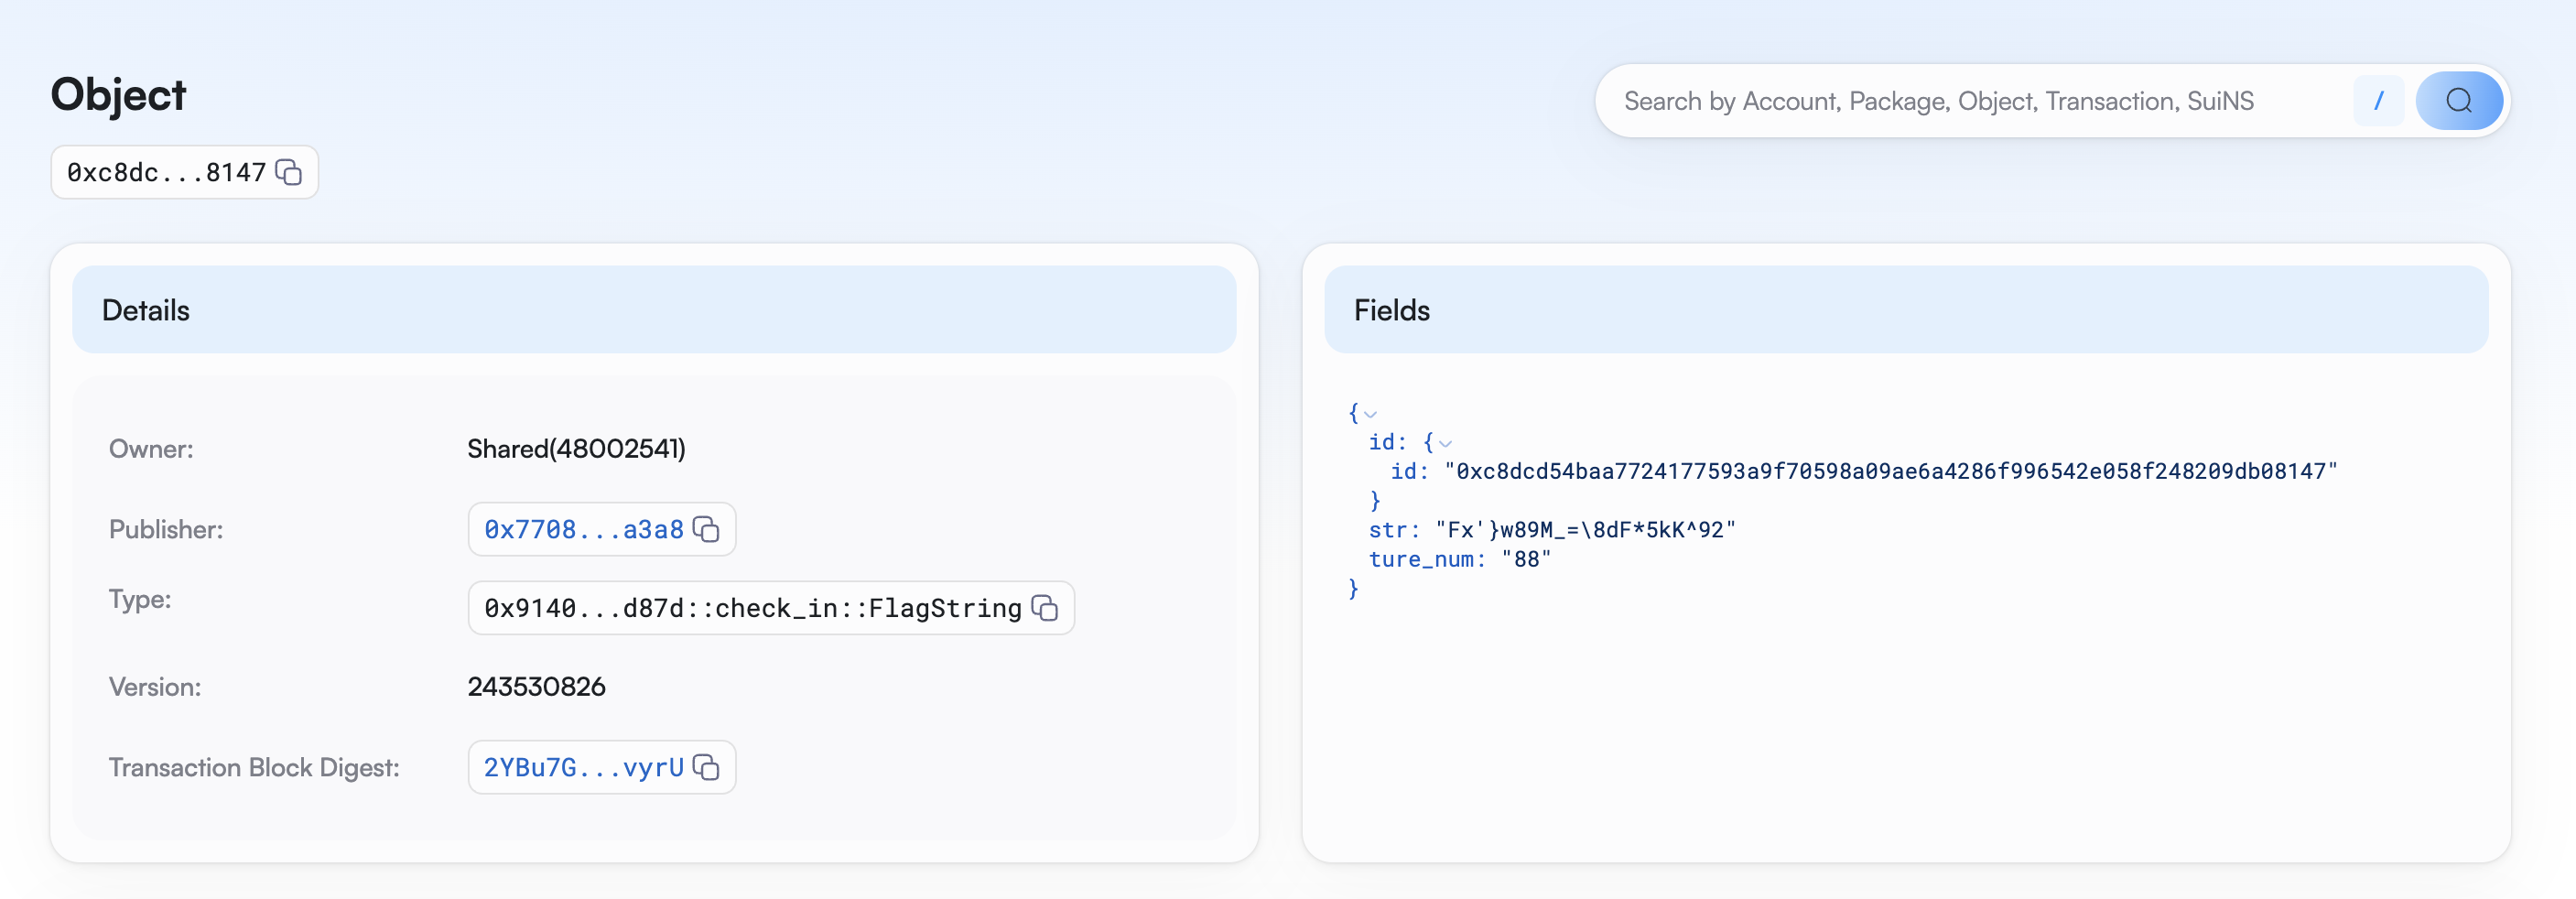 Object
Search by Account, Package, Object, Transaction, SuiNS /
0xc8dc...8147
Details
Owner: Shared(48002541)
Publisher: 0x7708...a3a8
Type: 0x9140...d87d::check_in::FlagString
Version: 243530826
Transaction Block Digest: 2YBu7G...vyrU
Fields
{
id: {
id: "0xc8dcd54baa7724177593a9f70598a09ae6a4286f996542e058f248209db08147"
}
str: "Fx'}w89M_=\8dF*5kK^92"
ture_num: "88"
}